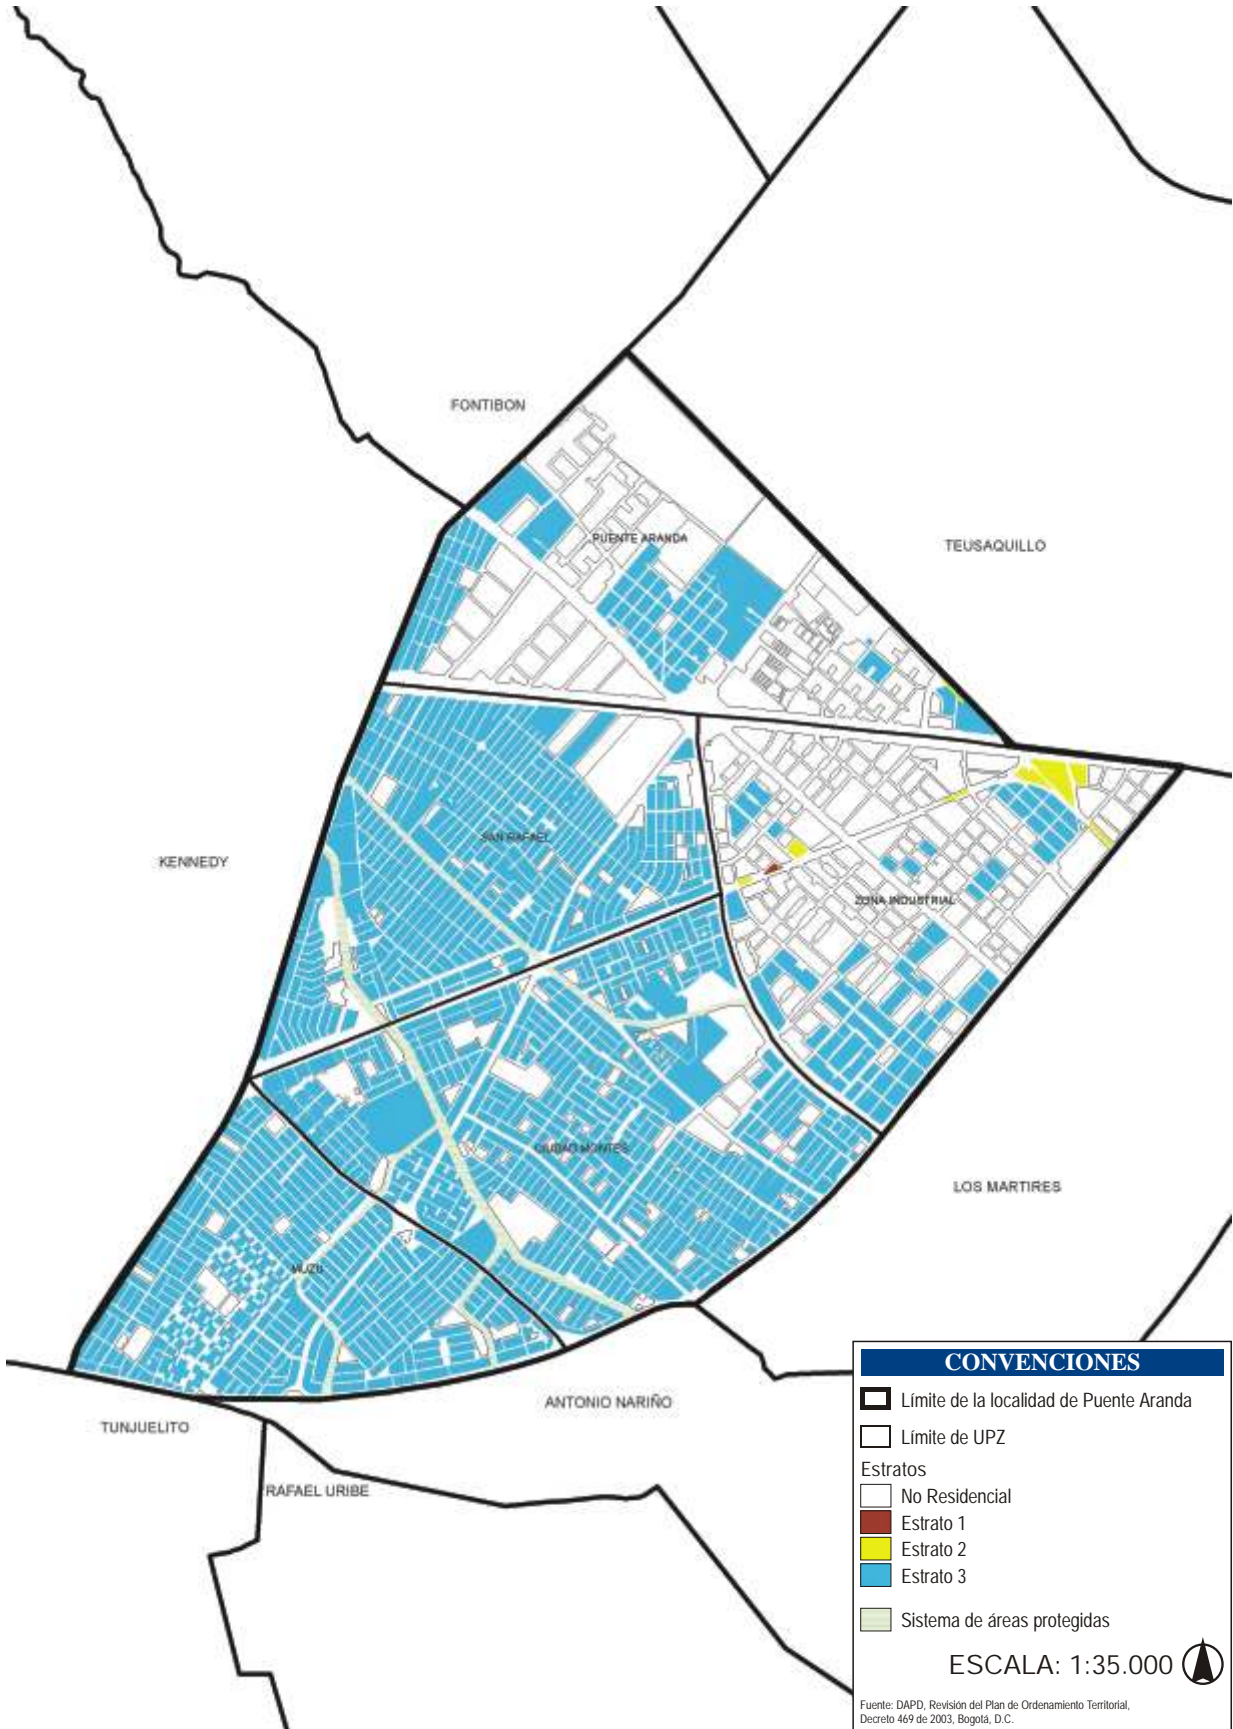 FONTIBON
PUENTE ARANDA
TEUSAQUILLO
SAN RAFAEL
KENNEDY
ZONA INDUSTRIAL
CIUDAD MONTES
LOS MARTIRES
MUZU
ANTONIO NARIÑO
TUNJUELITO
RAFAEL URIBE
CONVENCIONES
Límite de la localidad de Puente Aranda
Límite de UPZ
Estratos
No Residencial
Estrato 1
Estrato 2
Estrato 3
Sistema de áreas protegidas
ESCALA: 1:35.000
Fuente: DAPD, Revisión del Plan de Ordenamiento Territorial,
Decreto 469 de 2003, Bogotá, D.C.